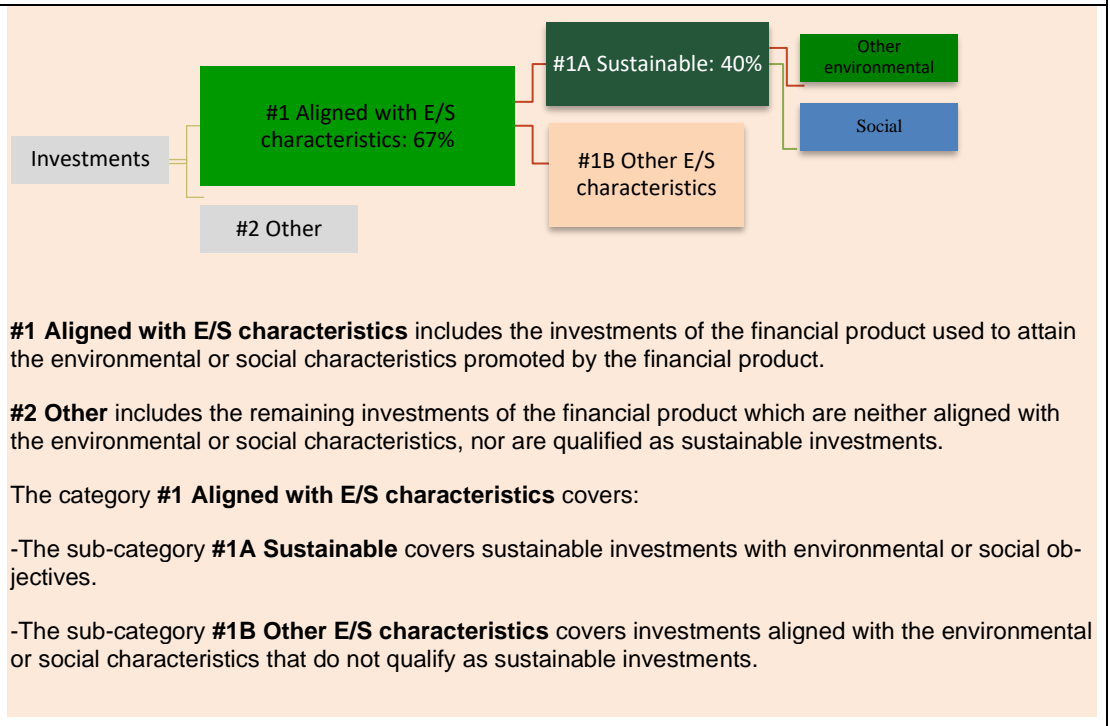 Investments
#1 Aligned with E/S
characteristics: 67%
#2 Other
#1A Sustainable: 40%
#1B Other E/S
characteristics
Other
environmental
Social
#1 Aligned with E/S characteristics includes the investments of the financial product used to attain
the environmental or social characteristics promoted by the financial product.
#2 Other includes the remaining investments of the financial product which are neither aligned with
the environmental or social characteristics, nor are qualified as sustainable investments.
The category #1 Aligned with E/S characteristics covers:
-The sub-category #1A Sustainable covers sustainable investments with environmental or social ob-
jectives.
-The sub-category #1B Other E/S characteristics covers investments aligned with the environmental
or social characteristics that do not qualify as sustainable investments.